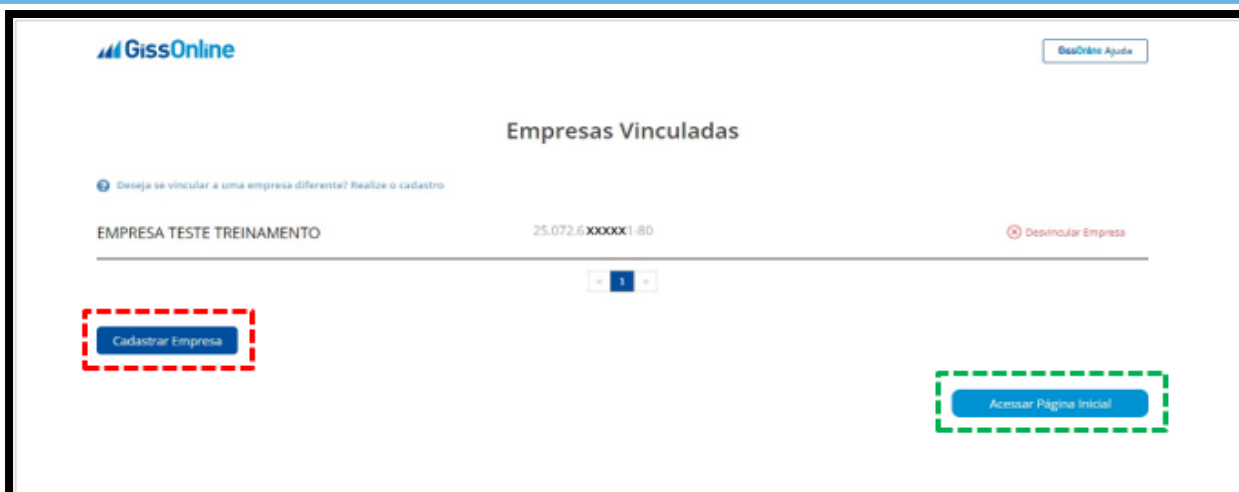 GissOnline
GissOnline Ajuda
Empresas Vinculadas
Deseja se vincular a uma empresa diferente? Realize o cadastro
EMPRESA TESTE TREINAMENTO 25.072.6XXXXX1-80 Desvincular Empresa
« 1 »
Cadastrar Empresa
Acessar Página Inicial